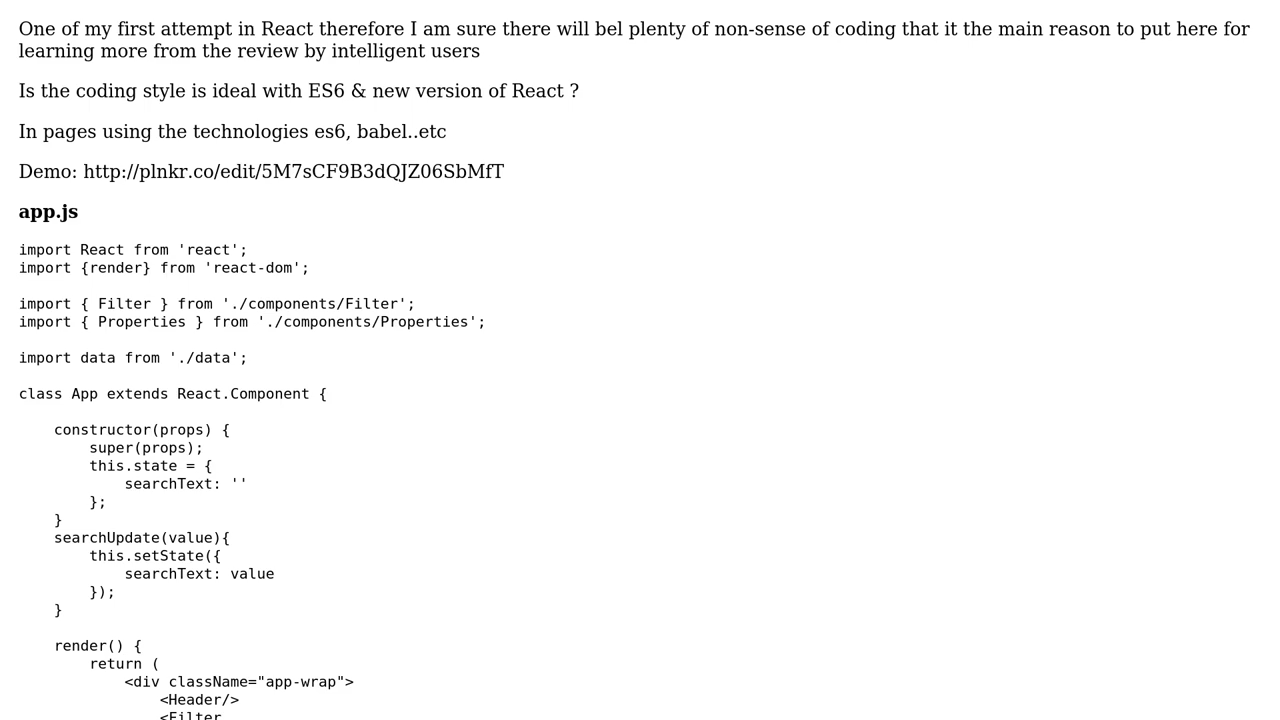 One of my first attempt in React therefore I am sure there will bel plenty of non-sense of coding that it the main reason to put here for
learning more from the review by intelligent users
Is the coding style is ideal with ES6 & new version of React ?
In pages using the technologies es6, babel..etc
Demo: http://plnkr.co/edit/5M7sCF9B3dQJZ06SbMfT
app.js
import React from 'react';
import {render} from 'react-dom';
import { Filter } from './components/Filter';
import { Properties } from './components/Properties';
import data from './data';
class App extends React.Component {
    constructor(props) {
        super(props);
        this.state = {
            searchText: ''
        };
    }
    searchUpdate(value){
        this.setState({
            searchText: value
        });
    }
    render() {
        return (
            <div className="app-wrap">
                <Header/>
                <Filter